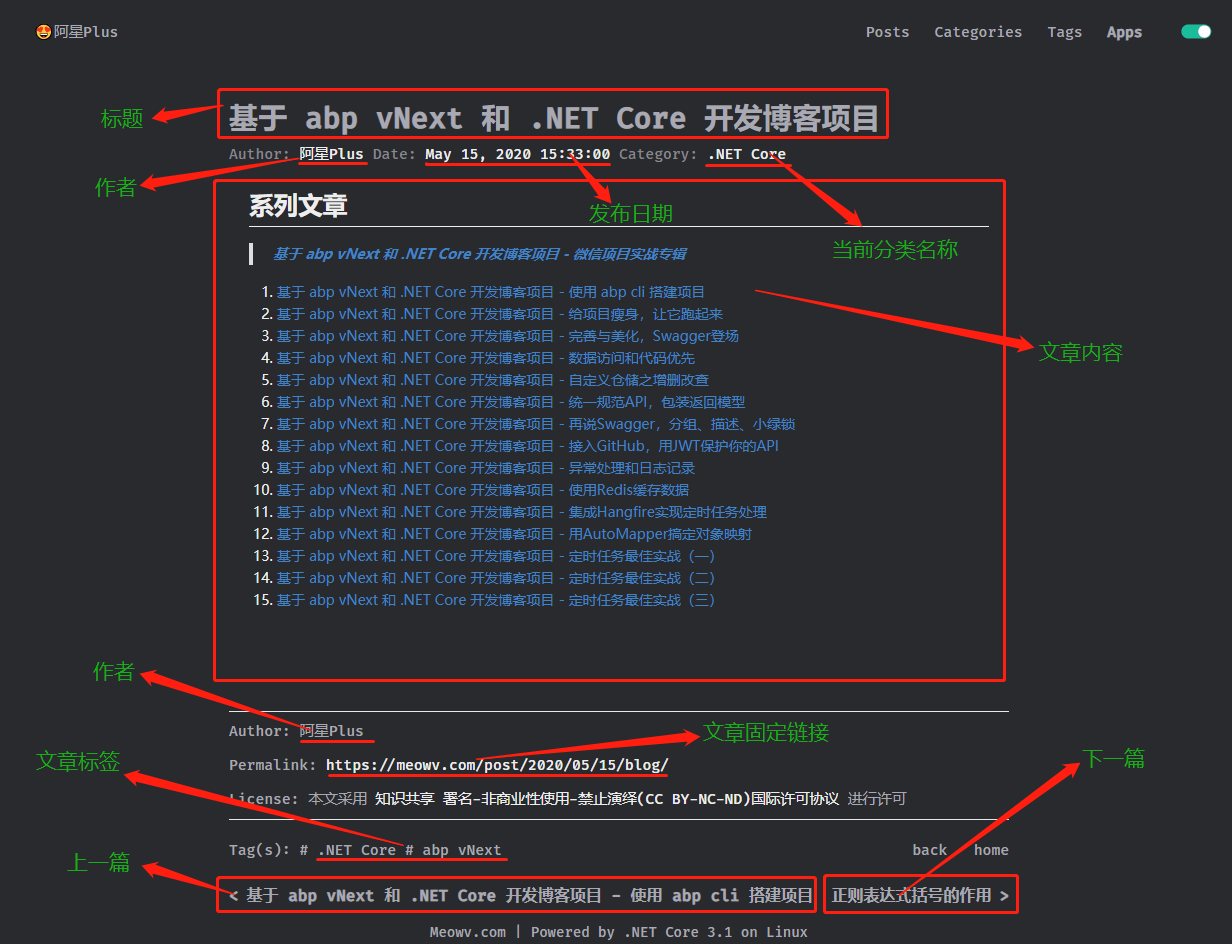 😍阿星Plus Posts Categories Tags Apps
标题
基于 abp vNext 和 .NET Core 开发博客项目
Author: 阿星Plus Date: May 15, 2020 15:33:00 Category: .NET Core
作者
系列文章
发布日期
当前分类名称
基于 abp vNext 和 .NET Core 开发博客项目 - 微信项目实战专辑
1. 基于 abp vNext 和 .NET Core 开发博客项目 - 使用 abp cli 搭建项目
2. 基于 abp vNext 和 .NET Core 开发博客项目 - 给项目瘦身，让它跑起来
3. 基于 abp vNext 和 .NET Core 开发博客项目 - 完善与美化，Swagger登场
文章内容
4. 基于 abp vNext 和 .NET Core 开发博客项目 - 数据访问和代码优先
5. 基于 abp vNext 和 .NET Core 开发博客项目 - 自定义仓储之增删改查
6. 基于 abp vNext 和 .NET Core 开发博客项目 - 统一规范API，包装返回模型
7. 基于 abp vNext 和 .NET Core 开发博客项目 - 再说Swagger，分组、描述、小绿锁
8. 基于 abp vNext 和 .NET Core 开发博客项目 - 接入GitHub，用JWT保护你的API
9. 基于 abp vNext 和 .NET Core 开发博客项目 - 异常处理和日志记录
10. 基于 abp vNext 和 .NET Core 开发博客项目 - 使用Redis缓存数据
11. 基于 abp vNext 和 .NET Core 开发博客项目 - 集成Hangfire实现定时任务处理
12. 基于 abp vNext 和 .NET Core 开发博客项目 - 用AutoMapper搞定对象映射
13. 基于 abp vNext 和 .NET Core 开发博客项目 - 定时任务最佳实战（一）
14. 基于 abp vNext 和 .NET Core 开发博客项目 - 定时任务最佳实战（二）
15. 基于 abp vNext 和 .NET Core 开发博客项目 - 定时任务最佳实战（三）
作者
Author: 阿星Plus
文章固定链接
文章标签
Permalink: https://meowv.com/post/2020/05/15/blog/
下一篇
License: 本文采用 知识共享 署名-非商业性使用-禁止演绎(CC BY-NC-ND)国际许可协议 进行许可
Tag(s): # .NET Core # abp vNext back home
上一篇
< 基于 abp vNext 和 .NET Core 开发博客项目 - 使用 abp cli 搭建项目 正则表达式括号的作用 >
Meowv.com | Powered by .NET Core 3.1 on Linux